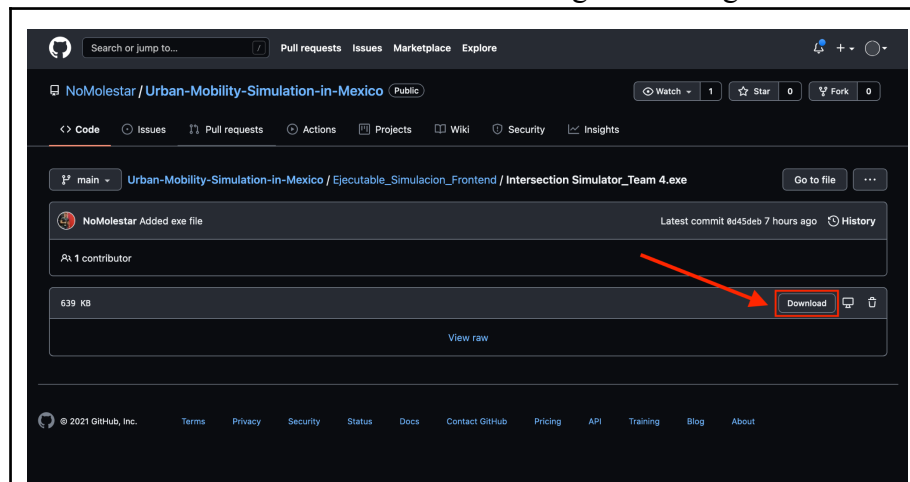 Search or jump to... / Pull requests Issues Marketplace Explore
NoMolestar / Urban-Mobility-Simulation-in-Mexico Public Watch 1 Star 0 Fork 0
<> Code Issues Pull requests Actions Projects Wiki Security Insights
main Urban-Mobility-Simulation-in-Mexico / Ejecutable_Simulacion_Frontend / Intersection Simulator_Team 4.exe Go to file ...
NoMolestar Added exe file Latest commit 0d45deb 7 hours ago History
1 contributor
639 KB Download
View raw
© 2021 GitHub, Inc. Terms Privacy Security Status Docs Contact GitHub Pricing API Training Blog About